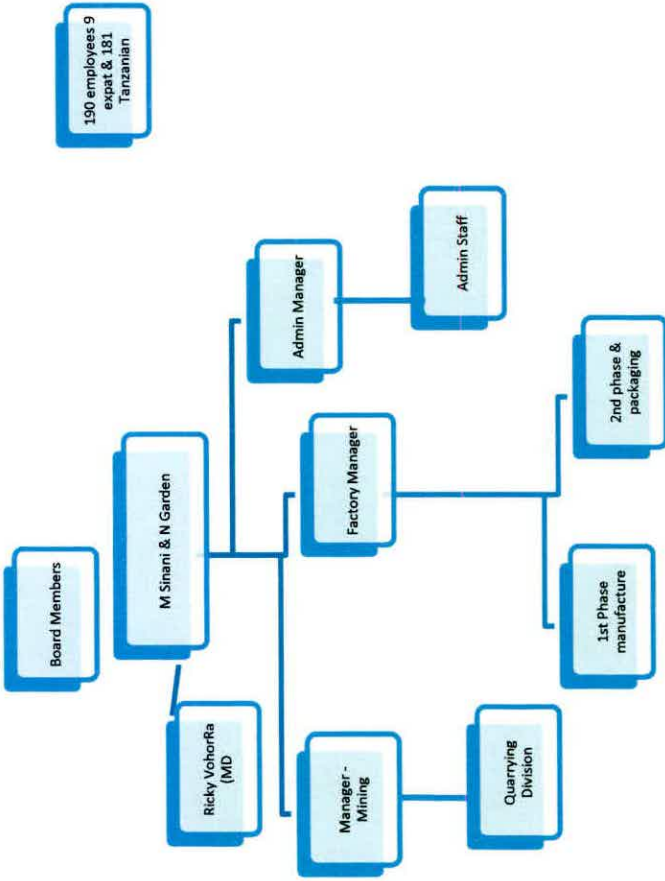 190 employees 9
expat & 181
Tanzanian
Board Members
M Sinani & N Garden
Ricky VohorRa
(MD
Manager -
Mining
Factory Manager
Admin Manager
Quarrying
Division
1st Phase
manufacture
2nd phase &
packaging
Admin Staff